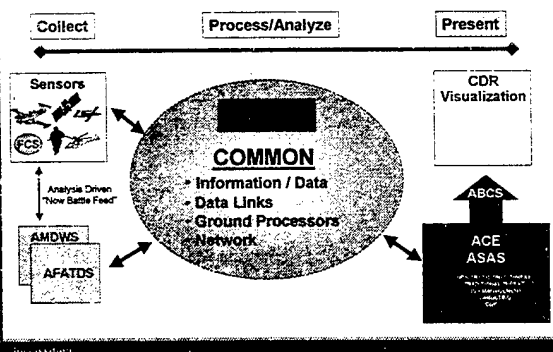 Collect
Process/Analyze
Present
Sensors
FCS
Analysis Driven
"Now Battle Feed"
AMDWS
AFATDS
COMMON
- Information / Data
- Data Links
- Ground Processors
- Network
CDR
Visualization
ABCS
ACE
ASAS